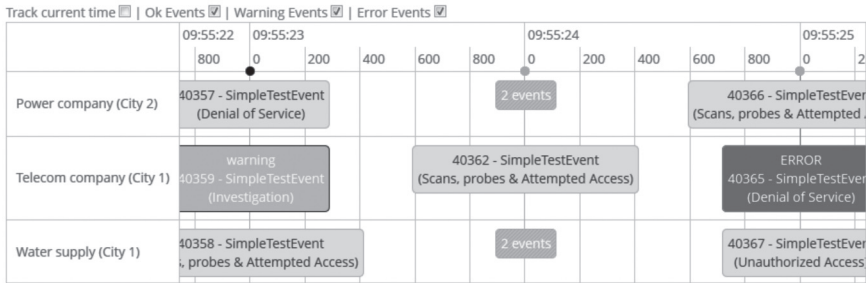 Track current time | Ok Events | Warning Events | Error Events
09:55:22 09:55:23 09:55:24 09:55:25
800 0 200 400 600 800 0 200 400 600 800 0 2
Power company (City 2)
40357 - SimpleTestEvent
(Denial of Service)
2 events
40366 - SimpleTestEver
(Scans, probes & Attempted
Telecom company (City 1)
warning
40359 - SimpleTestEvent
(Investigation)
40362 - SimpleTestEvent
(Scans, probes & Attempted Access)
ERROR
40365 - SimpleTestEver
(Denial of Service)
Water supply (City 1)
40358 - SimpleTestEvent
, probes & Attempted Access)
2 events
40367 - SimpleTestEver
(Unauthorized Access